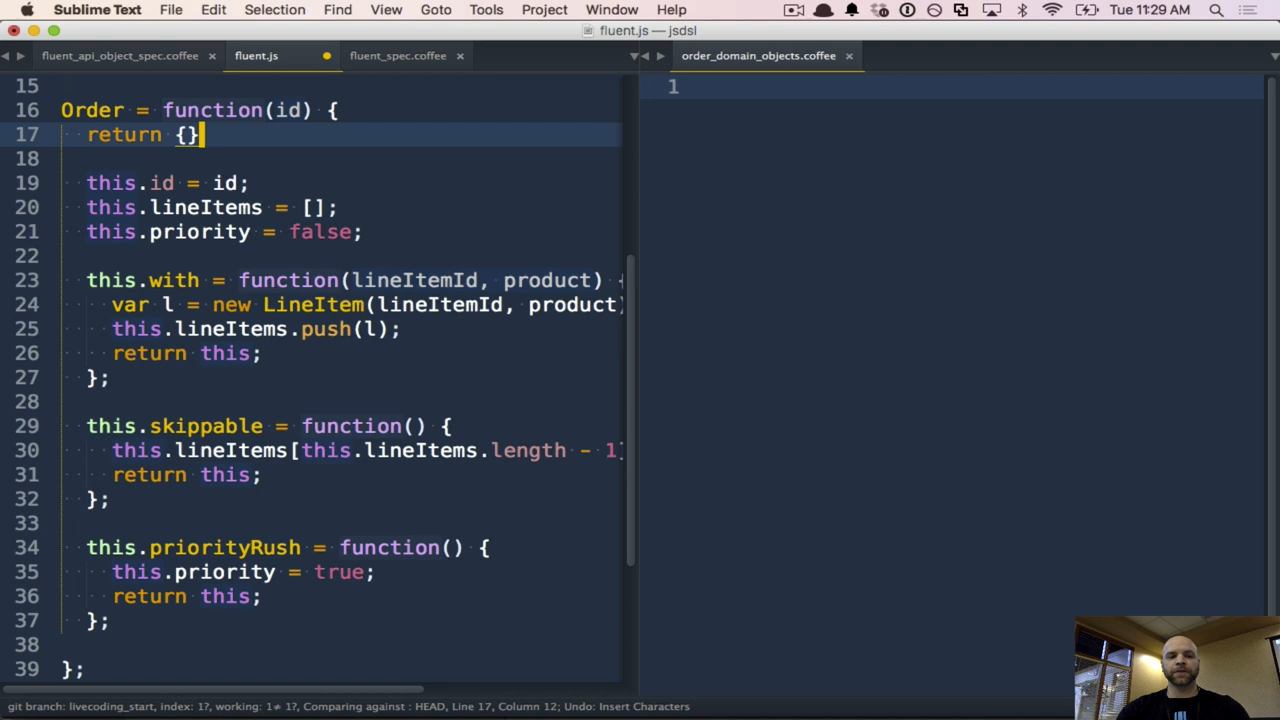 Sublime Text File Edit Selection Find View Goto Tools Project Window Help Tue 11:29 AM
fluent.js — jsdsl
fluent_api_object_spec.coffee × fluent.js fluent_spec.coffee × order_domain_objects.coffee ×
15
16 Order = function(id) {
17 return {}
18
19 this.id = id;
20 this.lineItems = [];
21 this.priority = false;
22
23 this.with = function(lineItemId, product) {
24 var l = new LineItem(lineItemId, product)
25 this.lineItems.push(l);
26 return this;
27 };
28
29 this.skippable = function() {
30 this.lineItems[this.lineItems.length - 1]
31 return this;
32 };
33
34 this.priorityRush = function() {
35 this.priority = true;
36 return this;
37 };
38
39 };
1
git branch: livecoding_start, index: 1?, working: 1≠ 1?, Comparing against : HEAD, Line 17, Column 12; Undo: Insert Characters